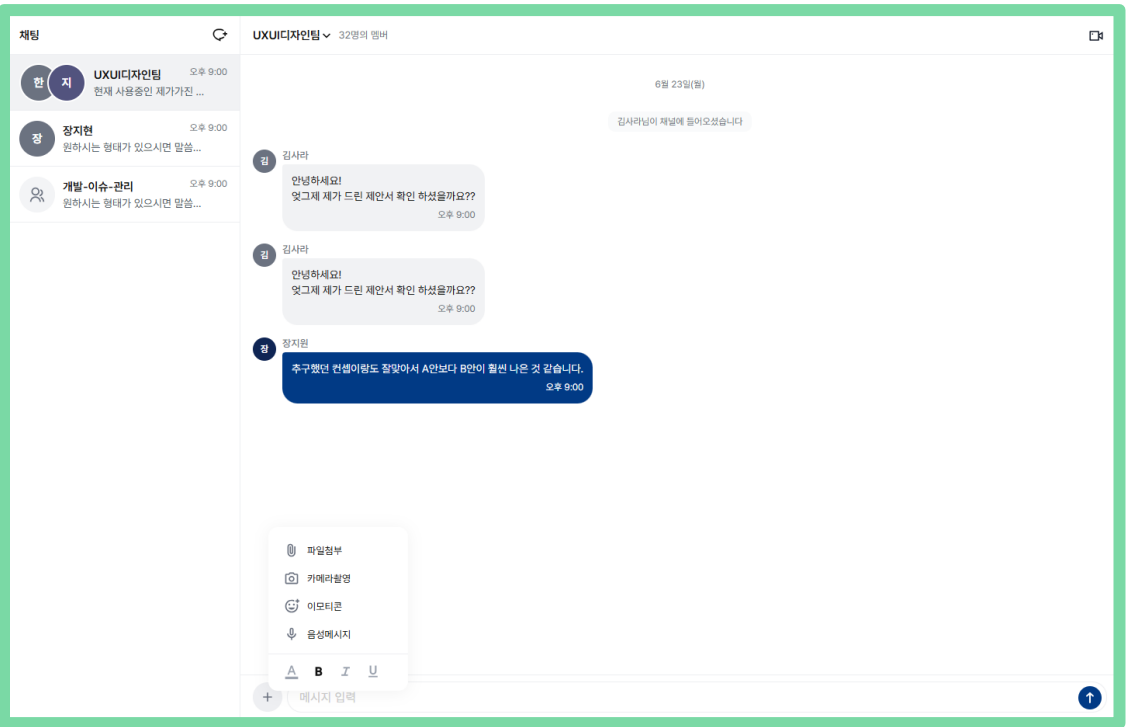 채팅
한
지
UXUI디자인팀
오후 9:00
현재 사용중인 제가가진 ...
장
장지현
오후 9:00
원하시는 형태가 있으시면 말씀...
개발-이슈-관리
오후 9:00
원하시는 형태가 있으시면 말씀...
UXUI디자인팀
32명의 멤버
6월 23일(월)
김사라님이 채널에 들어오셨습니다
김
김사라
안녕하세요!
엊그제 제가 드린 제안서 확인 하셨을까요??
오후 9:00
김
김사라
안녕하세요!
엊그제 제가 드린 제안서 확인 하셨을까요??
오후 9:00
장
장지원
추구했던 컨셉이랑도 잘맞아서 A안보다 B안이 훨씬 나은 것 같습니다.
오후 9:00
파일첨부
카메라촬영
이모티콘
음성메시지
A B I U
메시지 입력